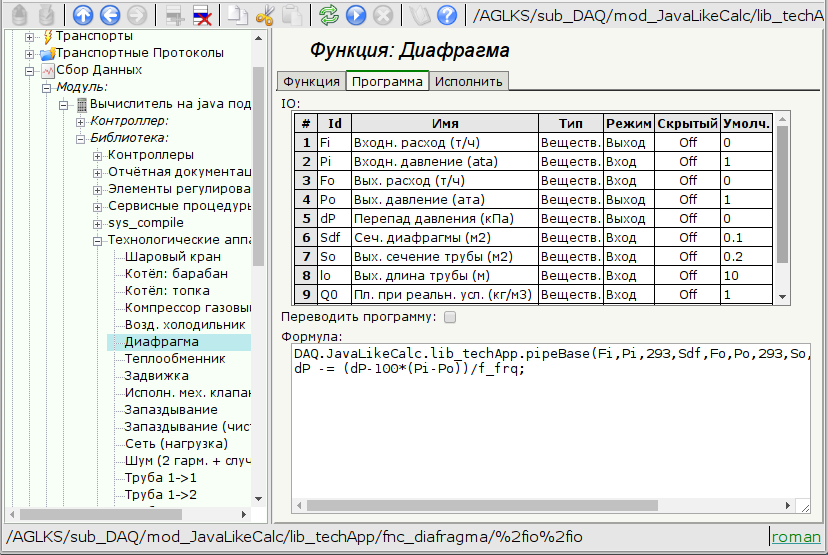 /AGLKS/sub_DAQ/mod_JavaLikeCalc/lib_techA
Транспорты
Транспортные Протоколы
Сбор Данных
Модуль:
Вычислитель на java под
Контроллер:
Библиотека:
Контроллеры
Отчётная документац
Элементы регулирова
Сервисные процедурь
sys_compile
Технологические аппа
Шаровый кран
Котёл: барабан
Котёл: топка
Компрессор газовый
Возд. холодильник
Диафрагма
Теплообменник
Задвижка
Исполн. мех. клапан
Запаздывание
Запаздывание (чист
Сеть (нагрузка)
Шум (2 гарм. + случ
Труба 1->1
Труба 1->2
Функция: Диафрагма
Функция Программа Исполнить
IO:
# Id Имя Тип Режим Скрытый Умолч.
1 Fi Входн. расход (т/ч) Веществ. Выход Off 0
2 Pi Входн. давление (ata) Веществ. Вход Off 1
3 Fo Вых. расход (т/ч) Веществ. Вход Off 0
4 Po Вых. давление (ата) Веществ. Выход Off 1
5 dP Перепад давления (кПа) Веществ. Выход Off 0
6 Sdf Сеч. диафрагмы (м2) Веществ. Вход Off 0.1
7 So Вых. сечение трубы (м2) Веществ. Вход Off 0.2
8 lo Вых. длина трубы (м) Веществ. Вход Off 10
9 Q0 Пл. при реальн. усл. (кг/м3) Веществ. Вход Off 1
Переводить программу:
Формула:
DAQ.JavaLikeCalc.lib_techApp.pipeBase(Fi,Pi,293,Sdf,Fo,Po,293,So,
dP -= (dP-100*(Pi-Po))/f_frq;
/AGLKS/sub_DAQ/mod_JavaLikeCalc/lib_techApp/fnc_diafragma/%2fio%2fio
roman